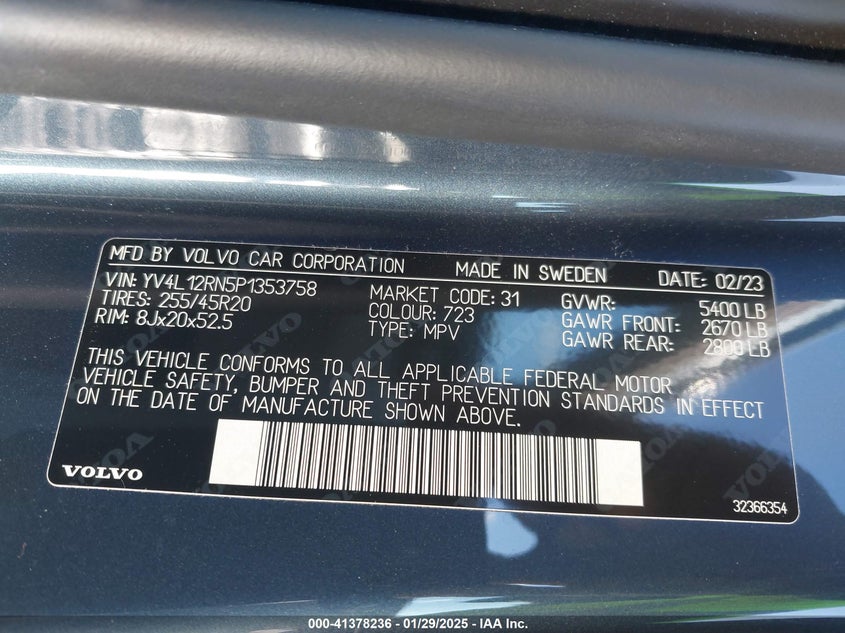 MFD BY VOLVO CAR CORPORATION MADE IN SWEDEN DATE: 02/23
VIN: YV4L12RN5P1353758 MARKET CODE: 31 GVWR: 5400 LB
TIRES: 255/45R20 COLOUR: 723 GAWR FRONT: 2670 LB
RIM: 8Jx20x52.5 TYPE: MPV GAWR REAR: 2800 LB
THIS VEHICLE CONFORMS TO ALL APPLICABLE FEDERAL MOTOR
VEHICLE SAFETY, BUMPER AND THEFT PREVENTION STANDARDS IN EFFECT
ON THE DATE OF MANUFACTURE SHOWN ABOVE.
VOLVO
32366354
000-41378236 - 01/29/2025 - IAA Inc.